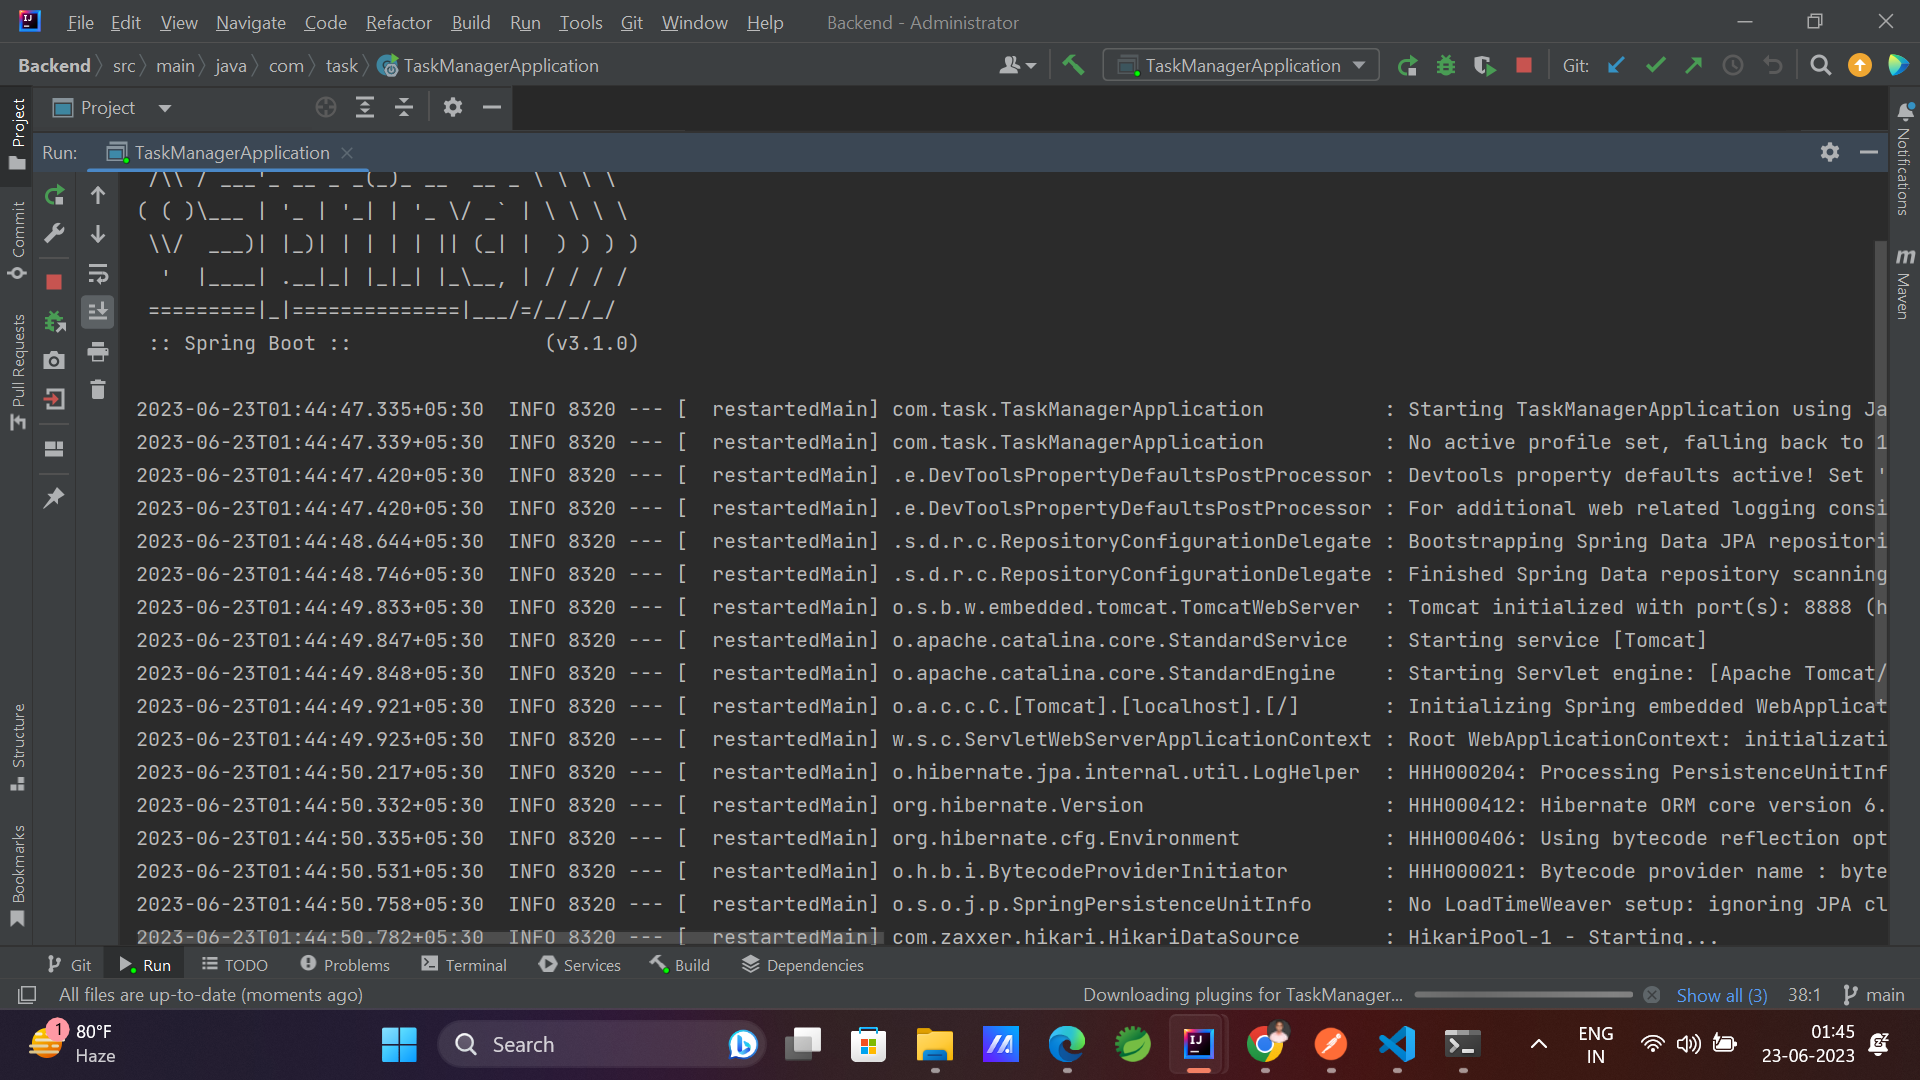 File Edit View Navigate Code Refactor Build Run Tools Git Window Help Backend - Administrator
Backend src main java com task TaskManagerApplication TaskManagerApplication Git:
Project
Run: TaskManagerApplication
/\\ / ___'_ __ _ _(_)_ __  __ _ \ \ \ \
( ( )\___ | '_ | '_| | '_ \/ _` | \ \ \ \
\\/  ___)| |_)| | | | | || (_| |  ) ) ) )
'  |____| .__|_| |_|_| |_\__, | / / / /
=========|_|==============|___/=/_/_/_/
:: Spring Boot ::                (v3.1.0)
2023-06-23T01:44:47.335+05:30  INFO 8320 --- [  restartedMain] com.task.TaskManagerApplication          : Starting TaskManagerApplication using Ja
2023-06-23T01:44:47.339+05:30  INFO 8320 --- [  restartedMain] com.task.TaskManagerApplication          : No active profile set, falling back to 1
2023-06-23T01:44:47.420+05:30  INFO 8320 --- [  restartedMain] .e.DevToolsPropertyDefaultsPostProcessor : Devtools property defaults active! Set '
2023-06-23T01:44:47.420+05:30  INFO 8320 --- [  restartedMain] .e.DevToolsPropertyDefaultsPostProcessor : For additional web related logging consi
2023-06-23T01:44:48.644+05:30  INFO 8320 --- [  restartedMain] .s.d.r.c.RepositoryConfigurationDelegate : Bootstrapping Spring Data JPA repositori
2023-06-23T01:44:48.746+05:30  INFO 8320 --- [  restartedMain] .s.d.r.c.RepositoryConfigurationDelegate : Finished Spring Data repository scanning
2023-06-23T01:44:49.833+05:30  INFO 8320 --- [  restartedMain] o.s.b.w.embedded.tomcat.TomcatWebServer  : Tomcat initialized with port(s): 8888 (h
2023-06-23T01:44:49.847+05:30  INFO 8320 --- [  restartedMain] o.apache.catalina.core.StandardService   : Starting service [Tomcat]
2023-06-23T01:44:49.848+05:30  INFO 8320 --- [  restartedMain] o.apache.catalina.core.StandardEngine    : Starting Servlet engine: [Apache Tomcat/
2023-06-23T01:44:49.921+05:30  INFO 8320 --- [  restartedMain] o.a.c.c.C.[Tomcat].[localhost].[/]       : Initializing Spring embedded WebApplicat
2023-06-23T01:44:49.923+05:30  INFO 8320 --- [  restartedMain] w.s.c.ServletWebServerApplicationContext : Root WebApplicationContext: initializati
2023-06-23T01:44:50.217+05:30  INFO 8320 --- [  restartedMain] o.hibernate.jpa.internal.util.LogHelper  : HHH000204: Processing PersistenceUnitInf
2023-06-23T01:44:50.332+05:30  INFO 8320 --- [  restartedMain] org.hibernate.Version                    : HHH000412: Hibernate ORM core version 6.
2023-06-23T01:44:50.335+05:30  INFO 8320 --- [  restartedMain] org.hibernate.cfg.Environment            : HHH000406: Using bytecode reflection opt
2023-06-23T01:44:50.531+05:30  INFO 8320 --- [  restartedMain] o.h.b.i.BytecodeProviderInitiator        : HHH000021: Bytecode provider name : byte
2023-06-23T01:44:50.758+05:30  INFO 8320 --- [  restartedMain] o.s.o.j.p.SpringPersistenceUnitInfo      : No LoadTimeWeaver setup: ignoring JPA cl
2023-06-23T01:44:50.782+05:30  INFO 8320 --- [  restartedMain] com.zaxxer.hikari.HikariDataSource       : HikariPool-1 - Starting...
Project
Commit
Pull Requests
Structure
Bookmarks
Notifications
m Maven
Git Run TODO Problems Terminal Services Build Dependencies
All files are up-to-date (moments ago) Downloading plugins for TaskManager... Show all (3) 38:1 main
1 80°F
Haze
Search
ENG
IN
01:45
23-06-2023